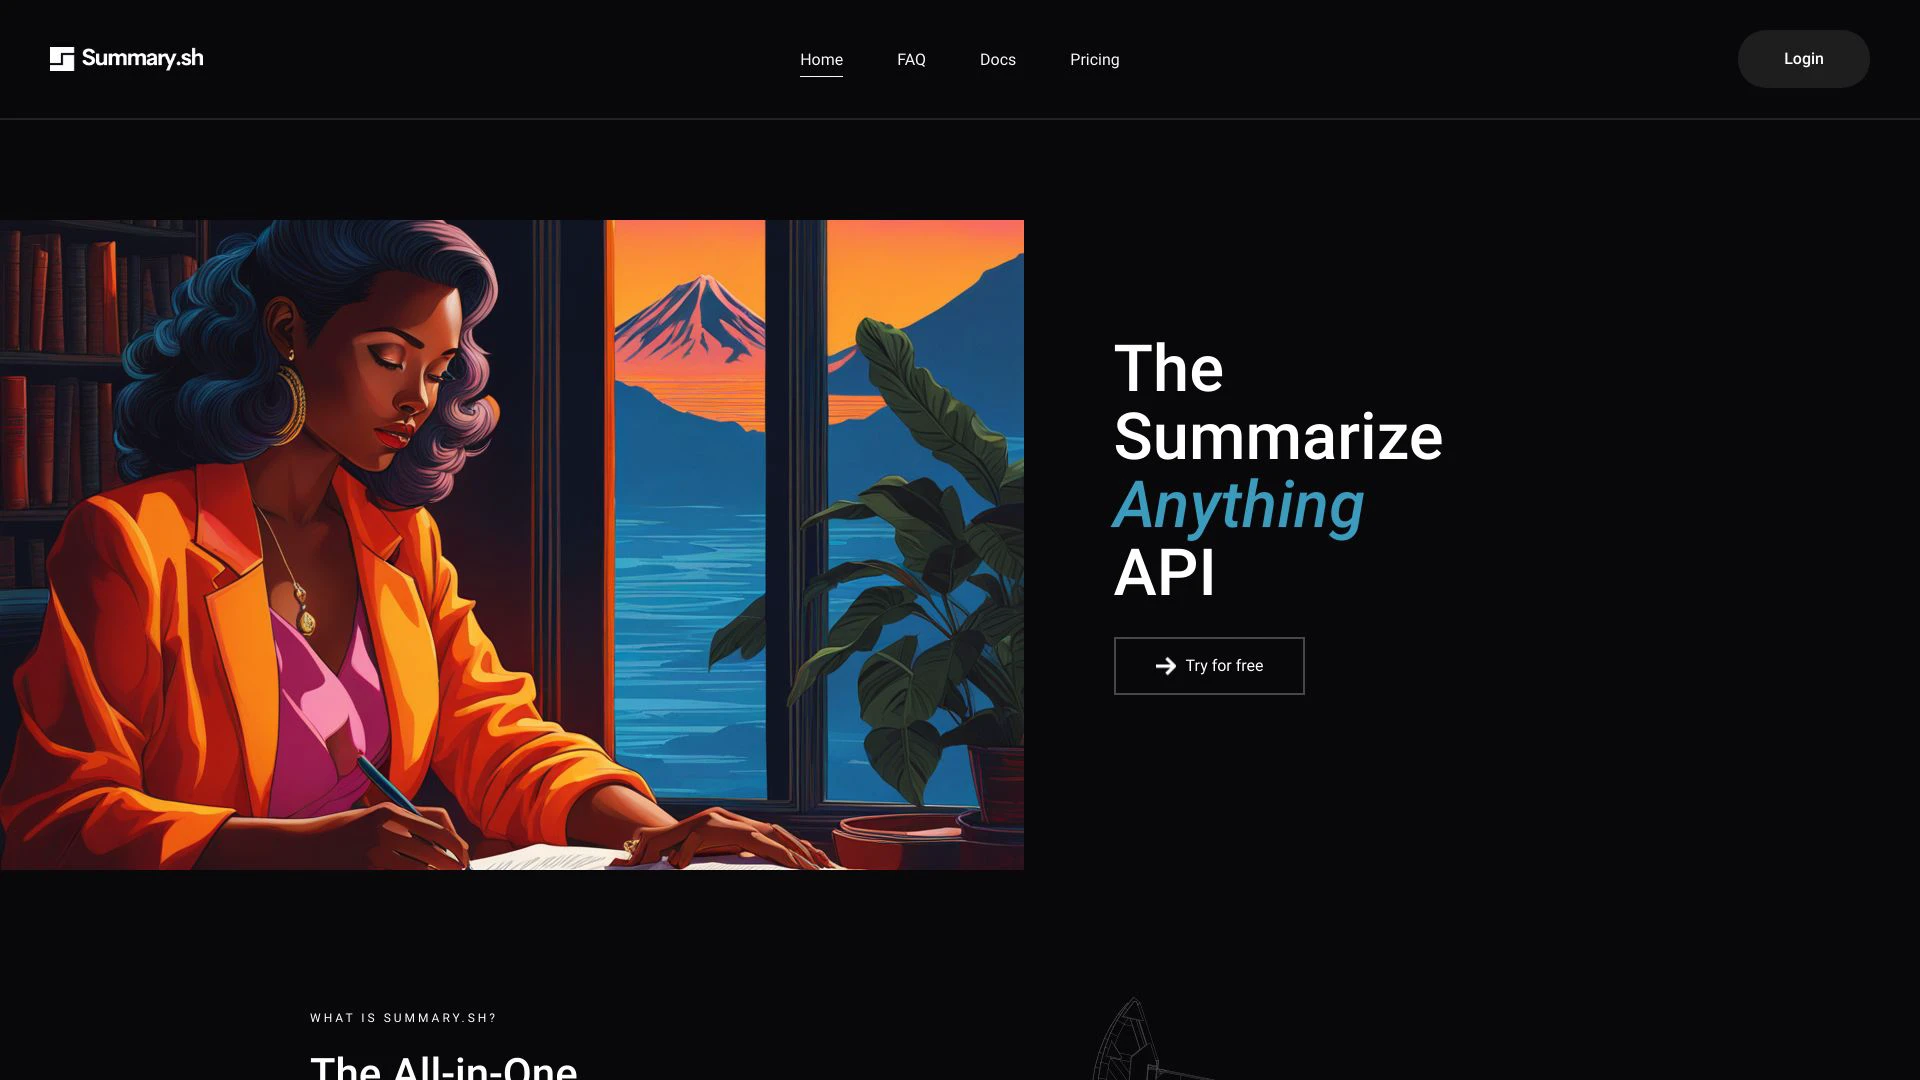 Summary.sh
Home
FAQ
Docs
Pricing
Login
The
Summarize
Anything
API
Try for free
WHAT IS SUMMARY.SH?
The All-in-One